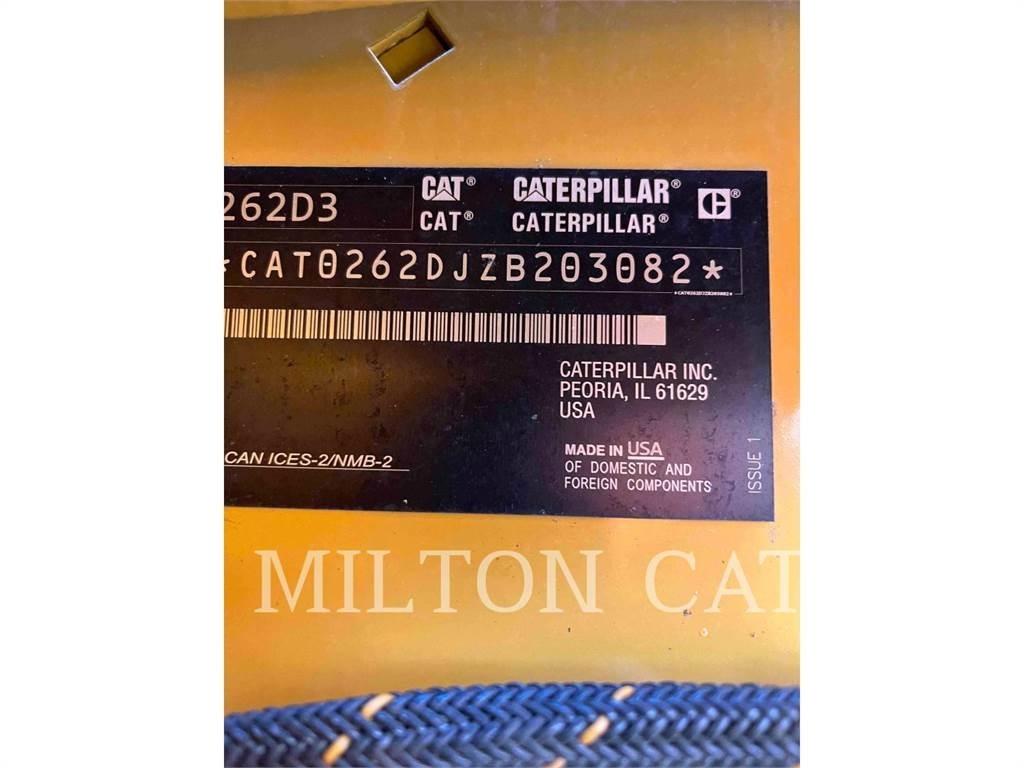 262D3
CAT® CATERPILLAR® ®
CAT® CATERPILLAR®
*CAT0262DJZB203082*
*CAT0262DJZB203082*
CATERPILLAR INC.
PEORIA, IL 61629
USA
CAN ICES-2/NMB-2
MADE IN USA
OF DOMESTIC AND
FOREIGN COMPONENTS
ISSUE 1
MILTON CAT